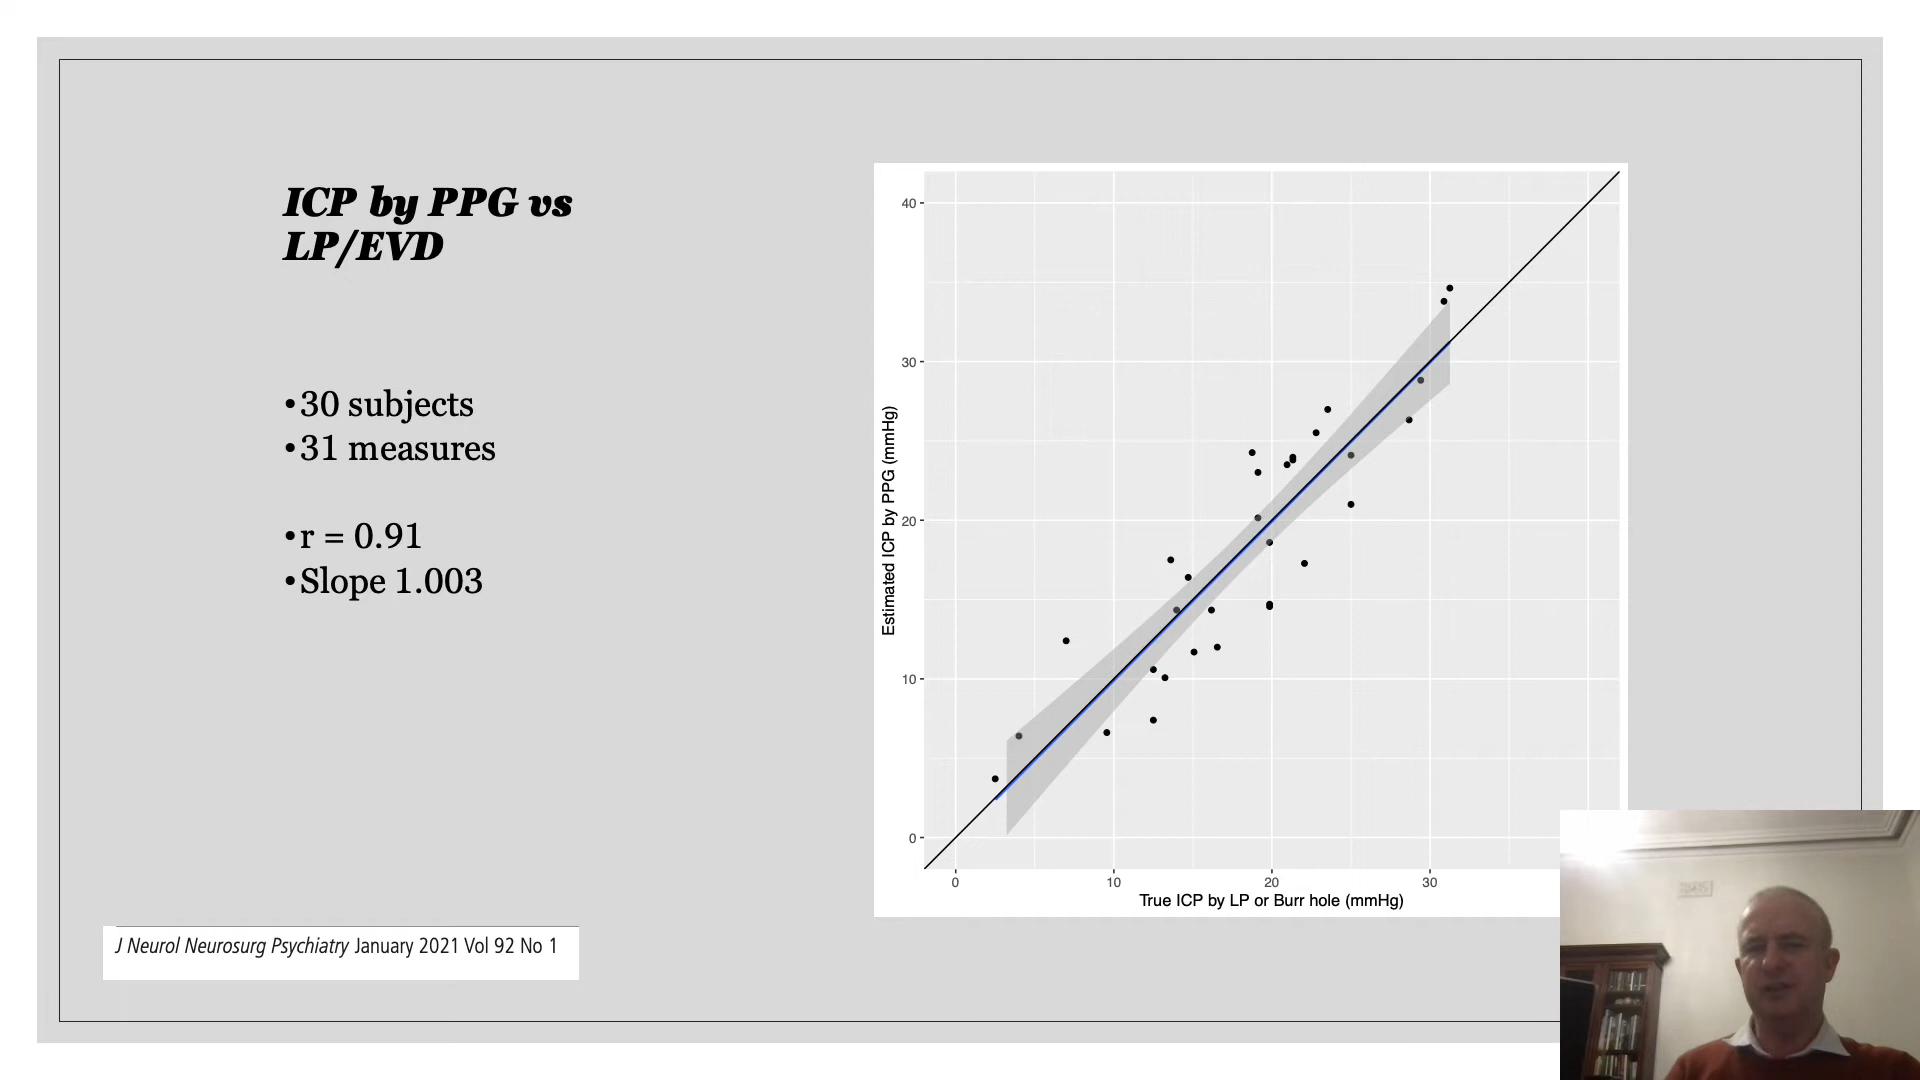 ICP by PPG vs
LP/EVD
•30 subjects
•31 measures
•r = 0.91
•Slope 1.003
J Neurol Neurosurg Psychiatry January 2021 Vol 92 No 1
Estimated ICP by PPG (mmHg)
40
30
20
10
0
0
10
20
30
True ICP by LP or Burr hole (mmHg)